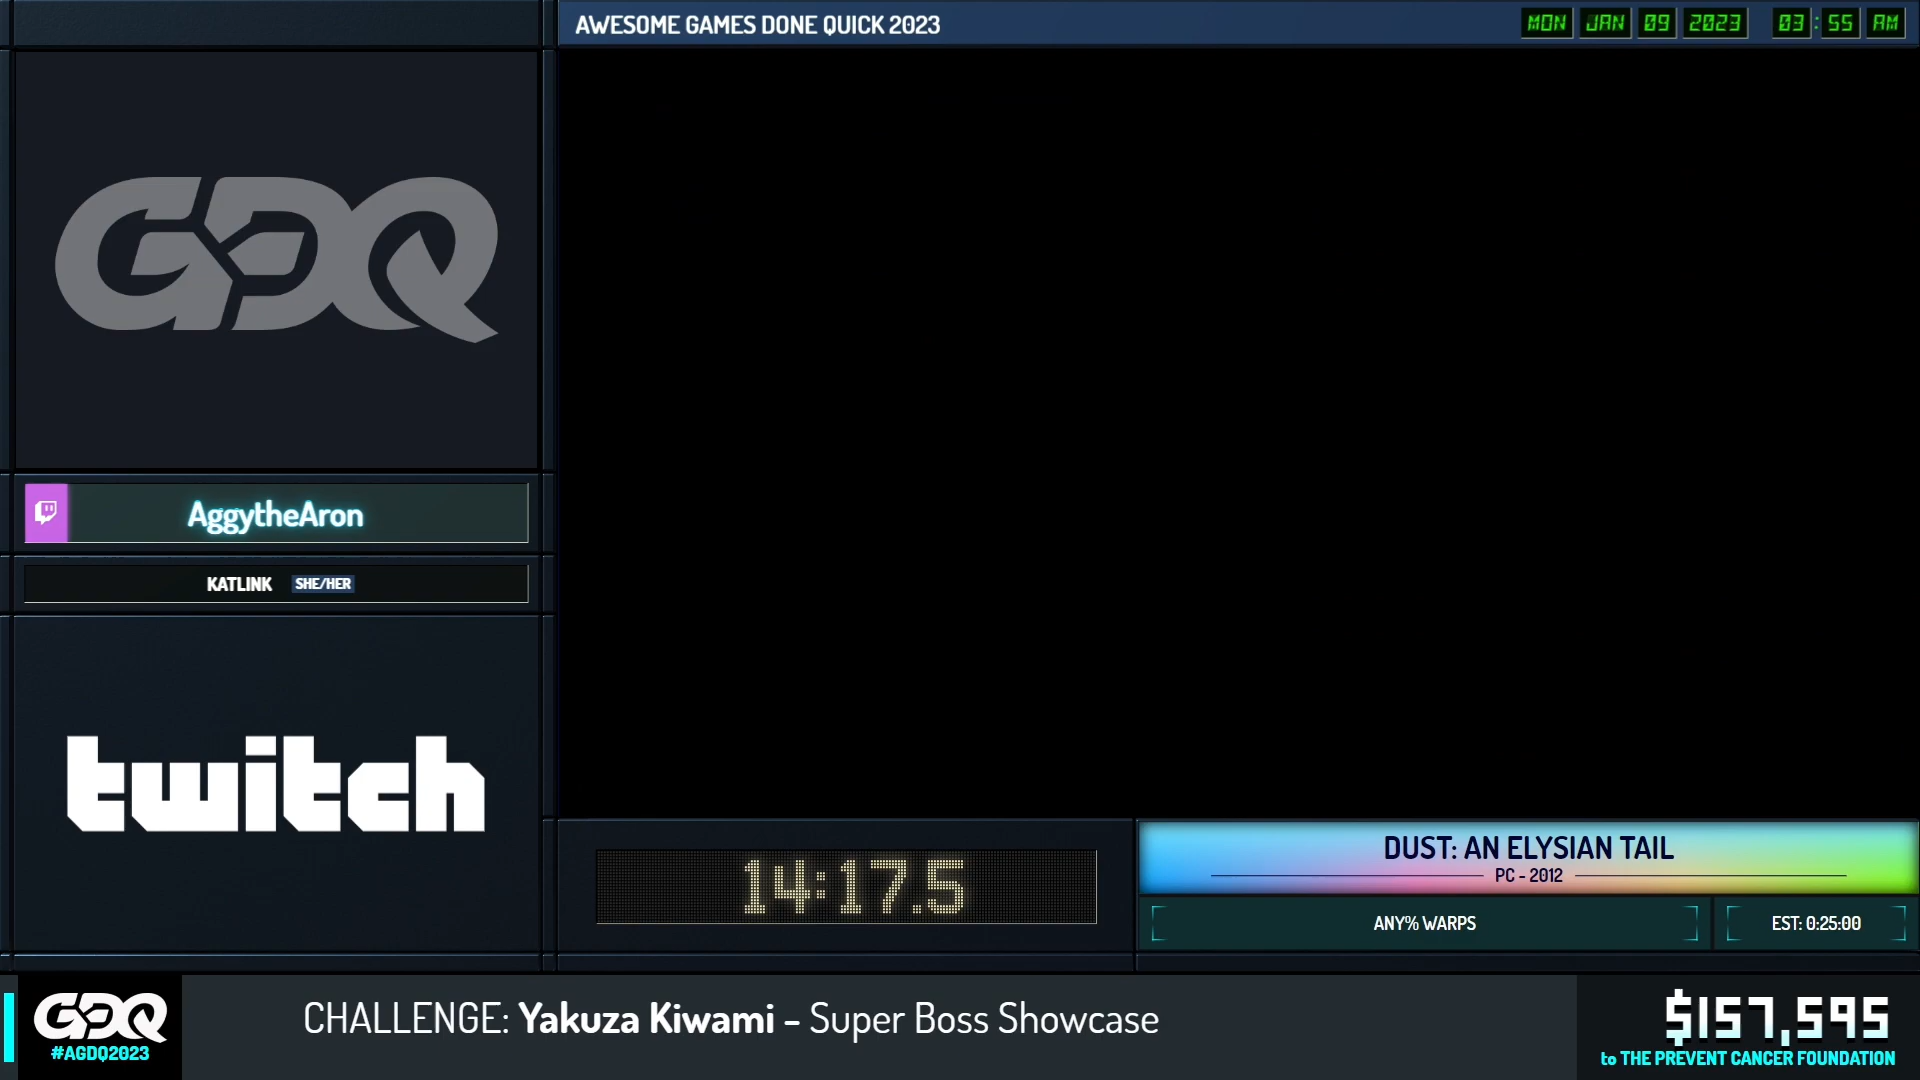 AWESOME GAMES DONE QUICK 2023
MON JAN 09 2023 03:55 AM
GDQ
AggytheAron
KATLINK SHE/HER
twitch
14:17.5
DUST: AN ELYSIAN TAIL
PC - 2012
ANY% WARPS
EST: 0:25:00
GDQ
#AGDQ2023
CHALLENGE: Yakuza Kiwami – Super Boss Showcase
$157,595
to THE PREVENT CANCER FOUNDATION